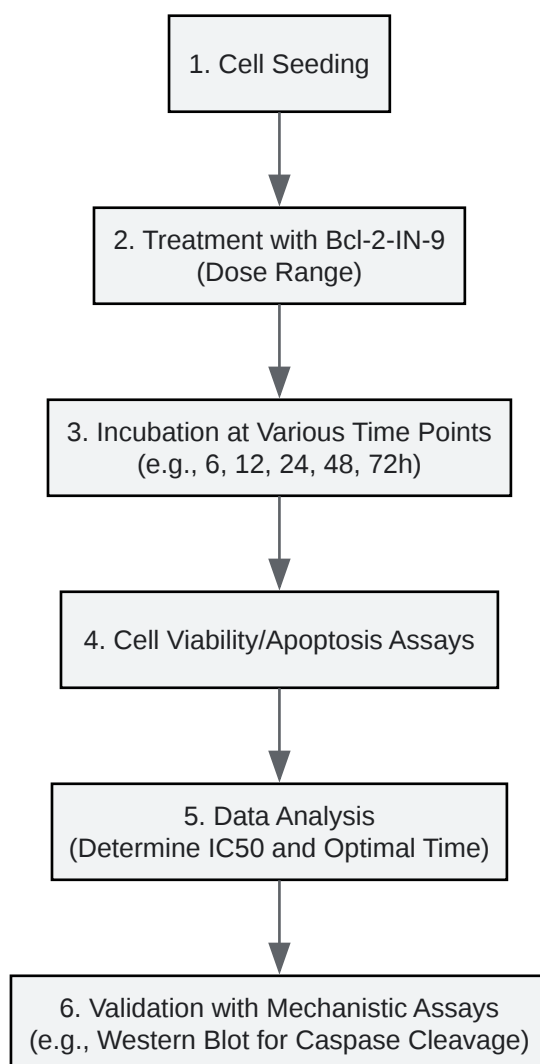 1. Cell Seeding
2. Treatment with Bcl-2-IN-9
(Dose Range)
3. Incubation at Various Time Points
(e.g., 6, 12, 24, 48, 72h)
4. Cell Viability/Apoptosis Assays
5. Data Analysis
(Determine IC50 and Optimal Time)
6. Validation with Mechanistic Assays
(e.g., Western Blot for Caspase Cleavage)